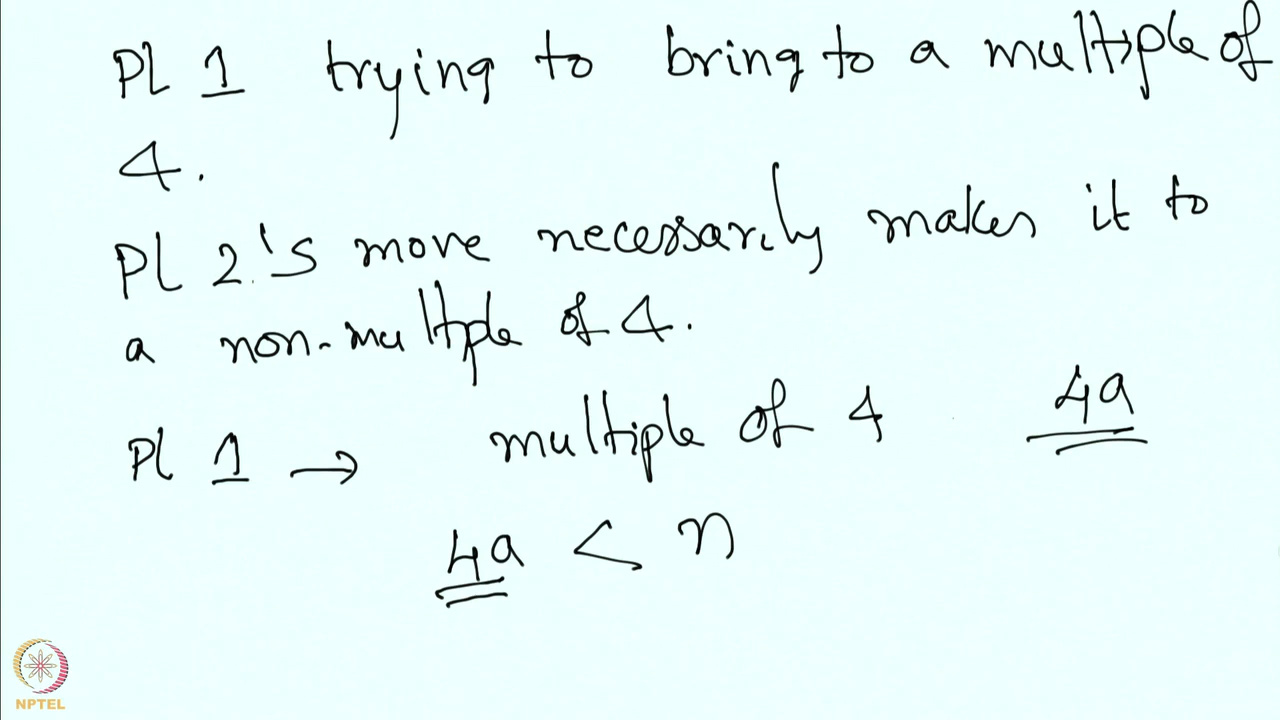 Pl 1 trying to bring to a multiple of
4.
Pl 2's move necessarily makes it to
a non-multiple of 4.
Pl 1 → multiple of 4 4a
4a < n
NPTEL